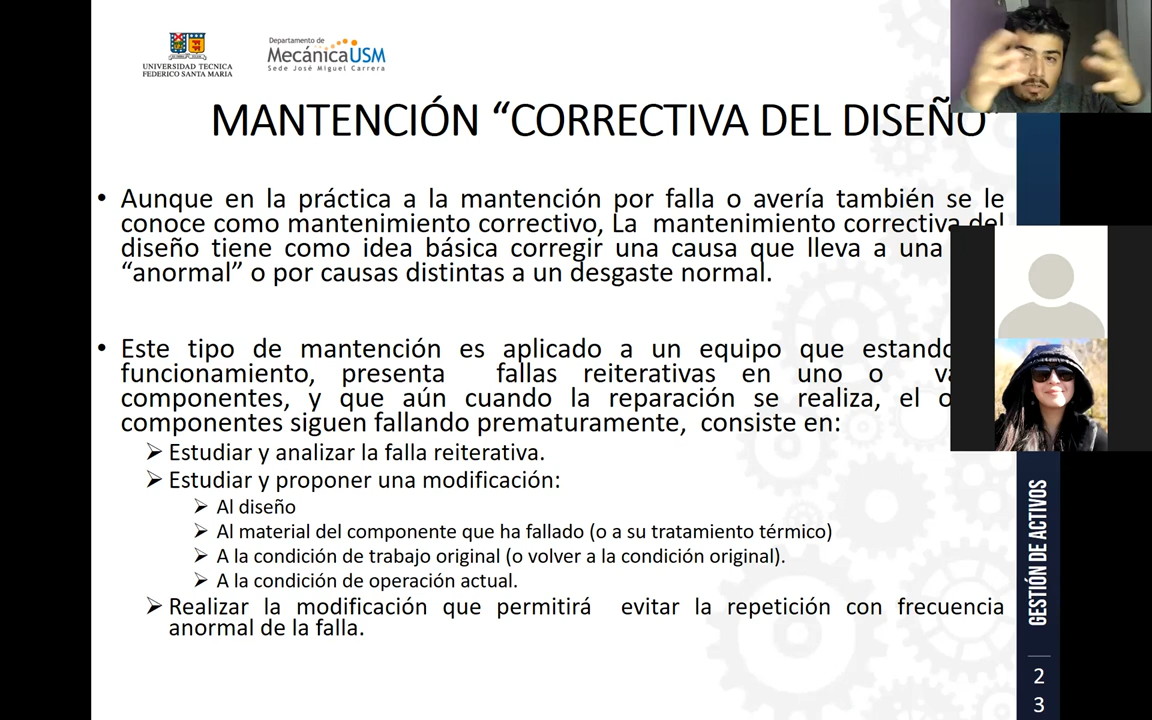 UNIVERSIDAD TECNICA
FEDERICO SANTA MARIA
Departamento de
MecánicaUSM
Sede José Miguel Carrera
MANTENCIÓN “CORRECTIVA DEL DISEÑO”
• Aunque en la práctica a la mantención por falla o avería también se le
conoce como mantenimiento correctivo, La mantenimiento correctiva del
diseño tiene como idea básica corregir una causa que lleva a una
“anormal” o por causas distintas a un desgaste normal.
• Este tipo de mantención es aplicado a un equipo que estando
funcionamiento, presenta fallas reiterativas en uno o
componentes, y que aún cuando la reparación se realiza, el
componentes siguen fallando prematuramente, consiste en:
➢ Estudiar y analizar la falla reiterativa.
➢ Estudiar y proponer una modificación:
➢ Al diseño
➢ Al material del componente que ha fallado (o a su tratamiento térmico)
➢ A la condición de trabajo original (o volver a la condición original).
➢ A la condición de operación actual.
➢ Realizar la modificación que permitirá evitar la repetición con frecuencia
anormal de la falla.
GESTIÓN DE ACTIVOS
2
3